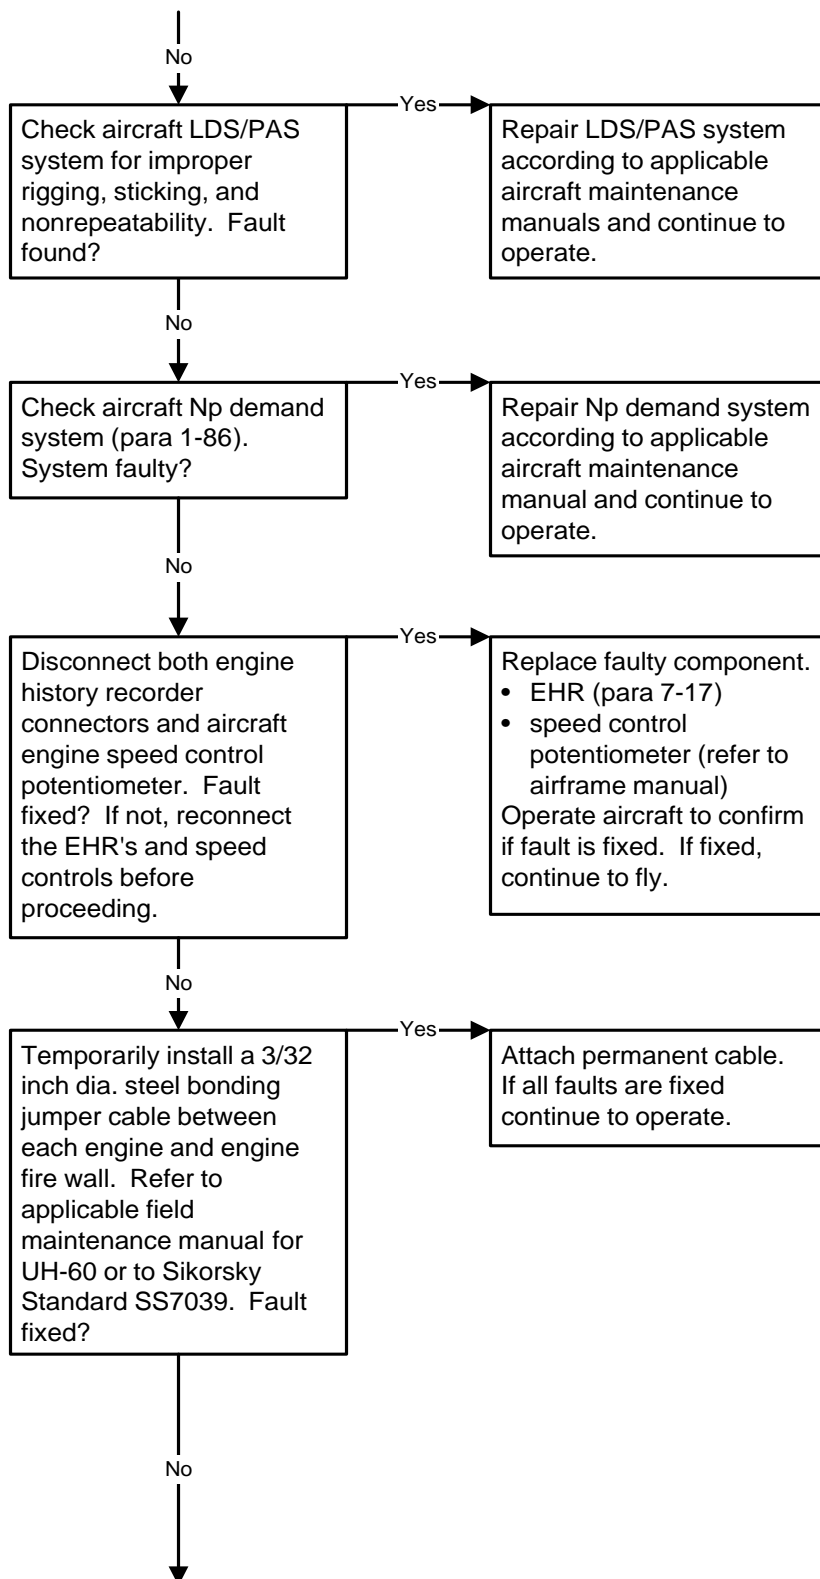 No
Check aircraft LDS/PAS
system for improper
rigging, sticking, and
nonrepeatability.  Fault
found?
Yes
Repair LDS/PAS system
according to applicable
aircraft maintenance
manuals and continue to
operate.
No
Check aircraft Np demand
system (para 1-86).
System faulty?
Yes
Repair Np demand system
according to applicable
aircraft maintenance
manual and continue to
operate.
No
Disconnect both engine
history recorder
connectors and aircraft
engine speed control
potentiometer.  Fault
fixed?  If not, reconnect
the EHR's and speed
controls before
proceeding.
Yes
Replace faulty component.
• EHR (para 7-17)
• speed control
potentiometer (refer to
airframe manual)
Operate aircraft to confirm
if fault is fixed.  If fixed,
continue to fly.
No
Temporarily install a 3/32
inch dia. steel bonding
jumper cable between
each engine and engine
fire wall.  Refer to
applicable field
maintenance manual for
UH-60 or to Sikorsky
Standard SS7039.  Fault
fixed?
Yes
Attach permanent cable.
If all faults are fixed
continue to operate.
No